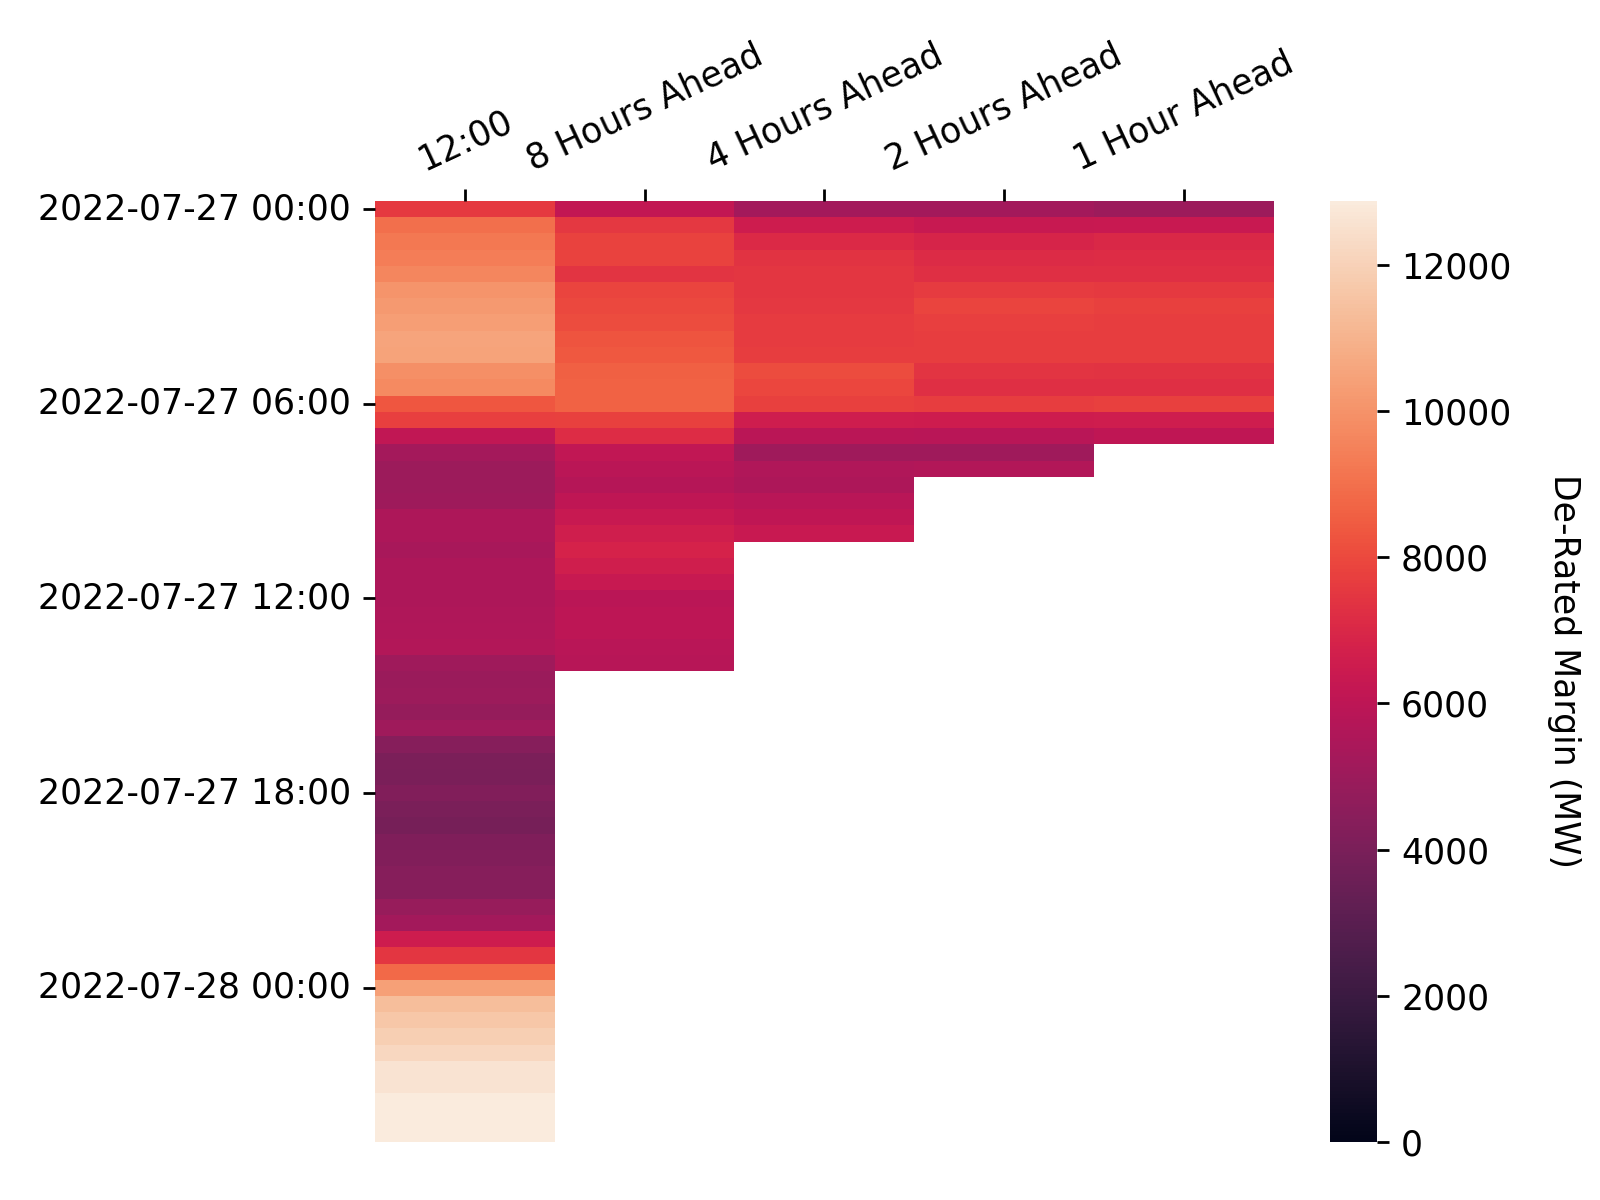 12:00
8 Hours Ahead
4 Hours Ahead
2 Hours Ahead
1 Hour Ahead
2022-07-27 00:00
2022-07-27 06:00
2022-07-27 12:00
2022-07-27 18:00
2022-07-28 00:00
12000
10000
8000
6000
4000
2000
0
De-Rated Margin (MW)